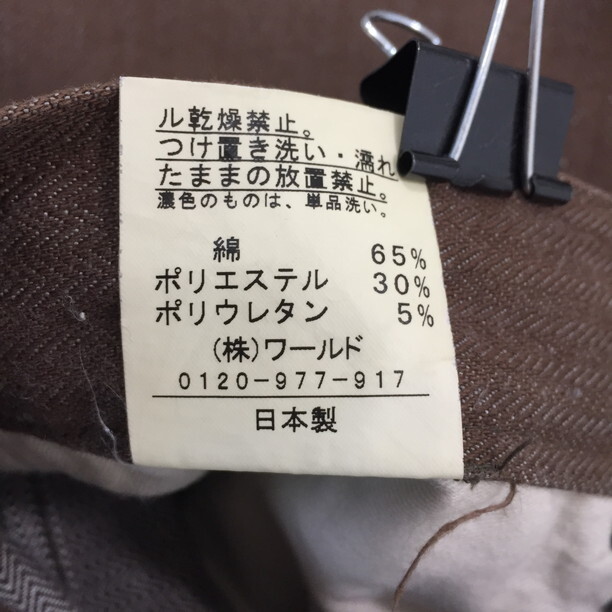 ル乾燥禁止。
つけ置き洗い・濡れ
たままの放置禁止。
濃色のものは、単品洗い。
綿 65%
ポリエステル 30%
ポリウレタン 5%
(株)ワールド
0120-977-917
日本製